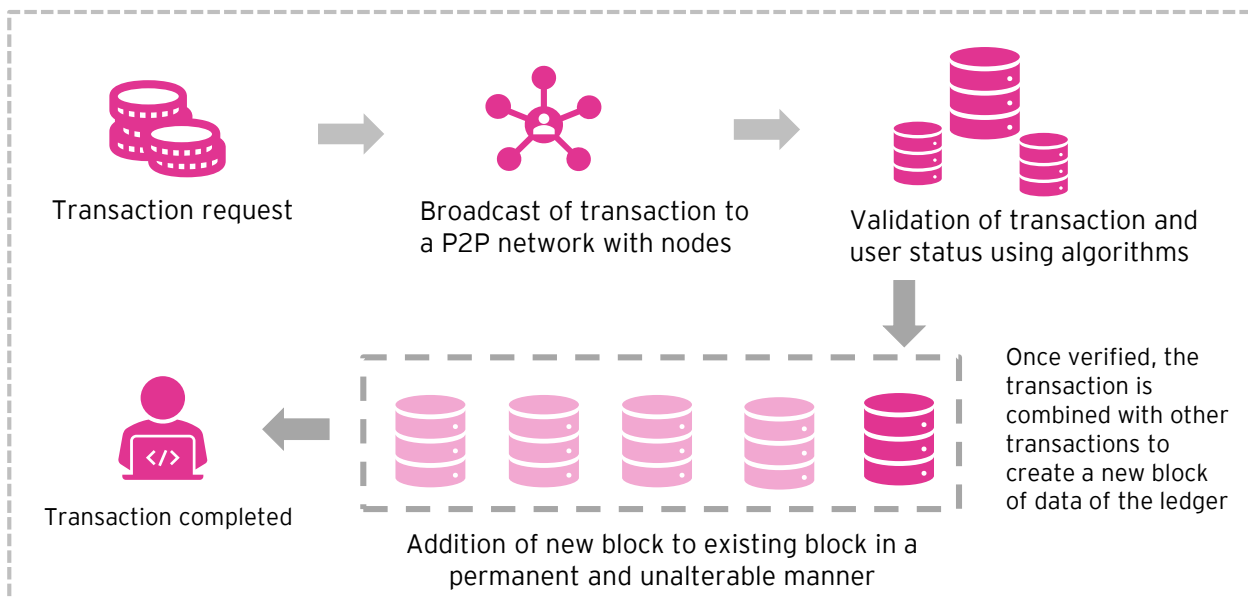 Transaction request
Broadcast of transaction to
a P2P network with nodes
Validation of transaction and
user status using algorithms
Once verified, the
transaction is
combined with other
transactions to
create a new block
of data of the ledger
</>
Transaction completed
Addition of new block to existing block in a
permanent and unalterable manner